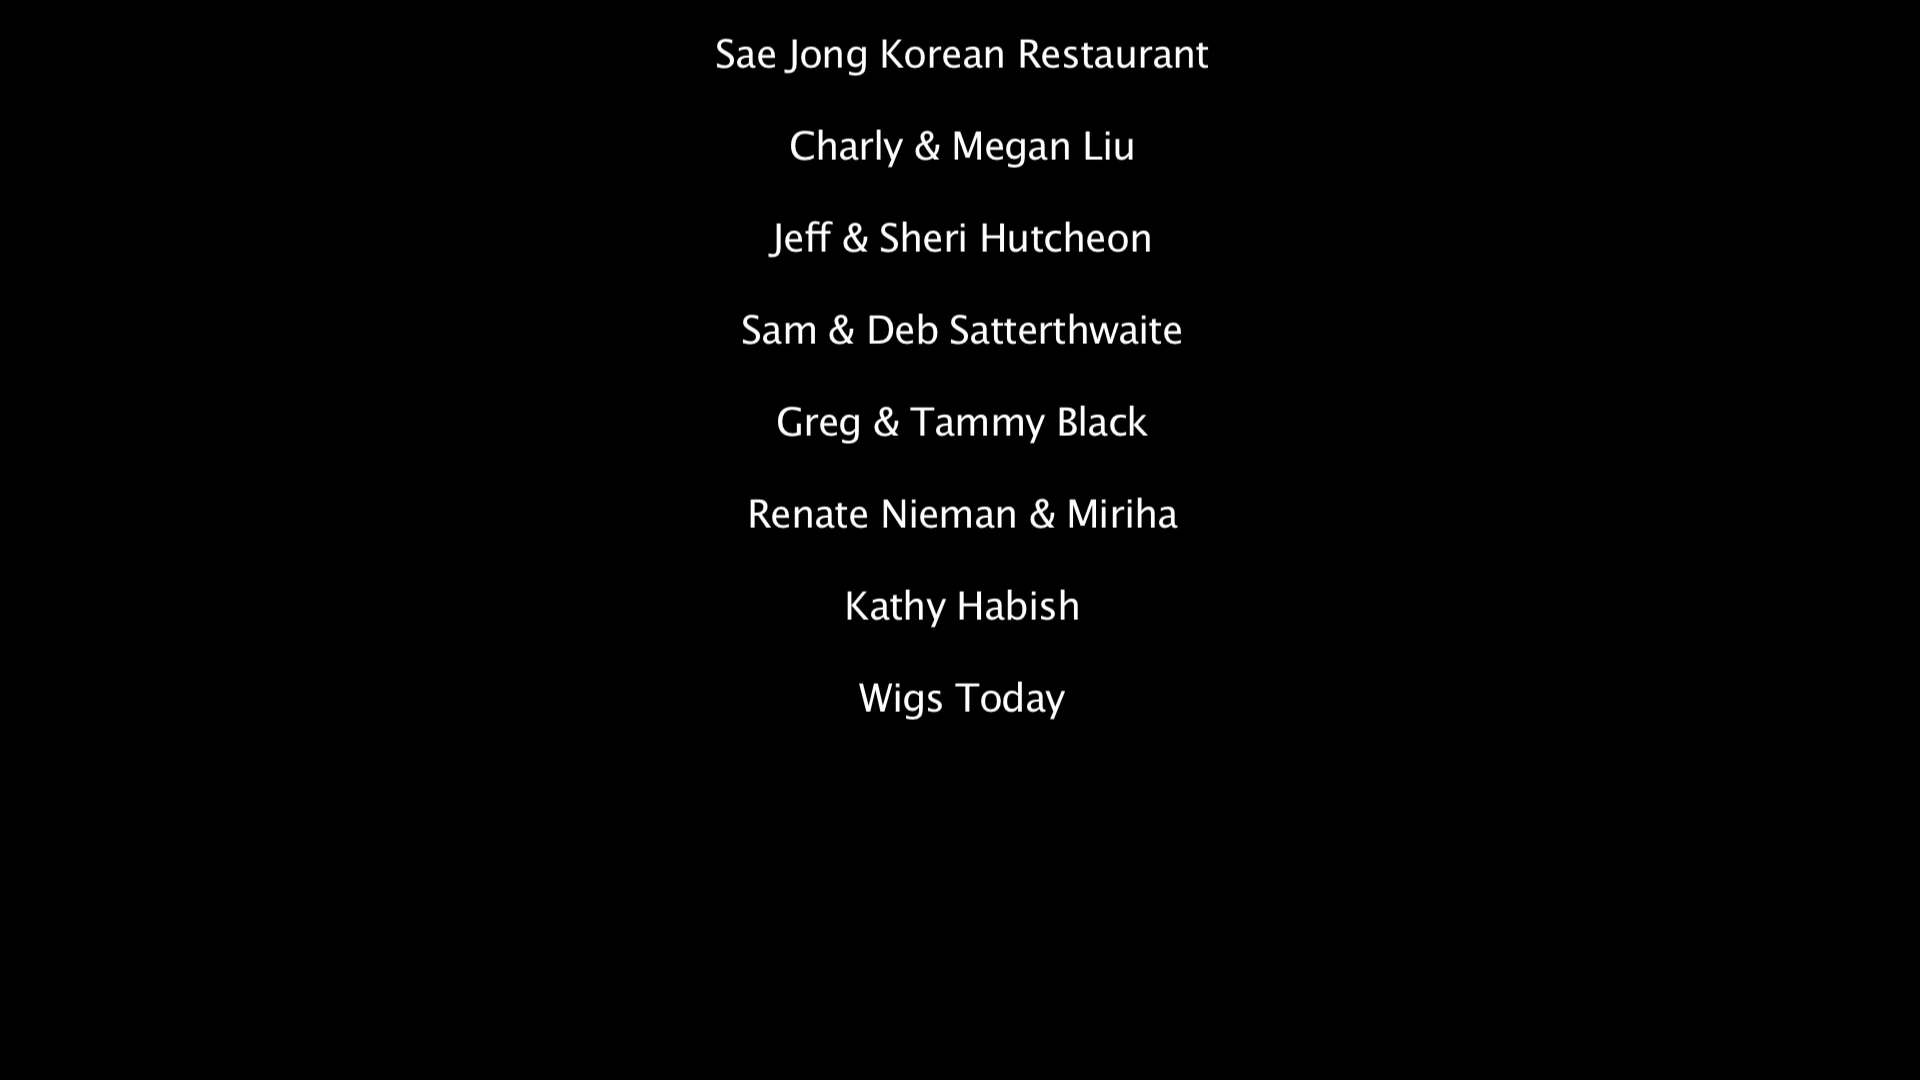 Sae Jong Korean Restaurant
Charly & Megan Liu
Jeff & Sheri Hutcheon
Sam & Deb Satterthwaite
Greg & Tammy Black
Renate Nieman & Miriha
Kathy Habish
Wigs Today